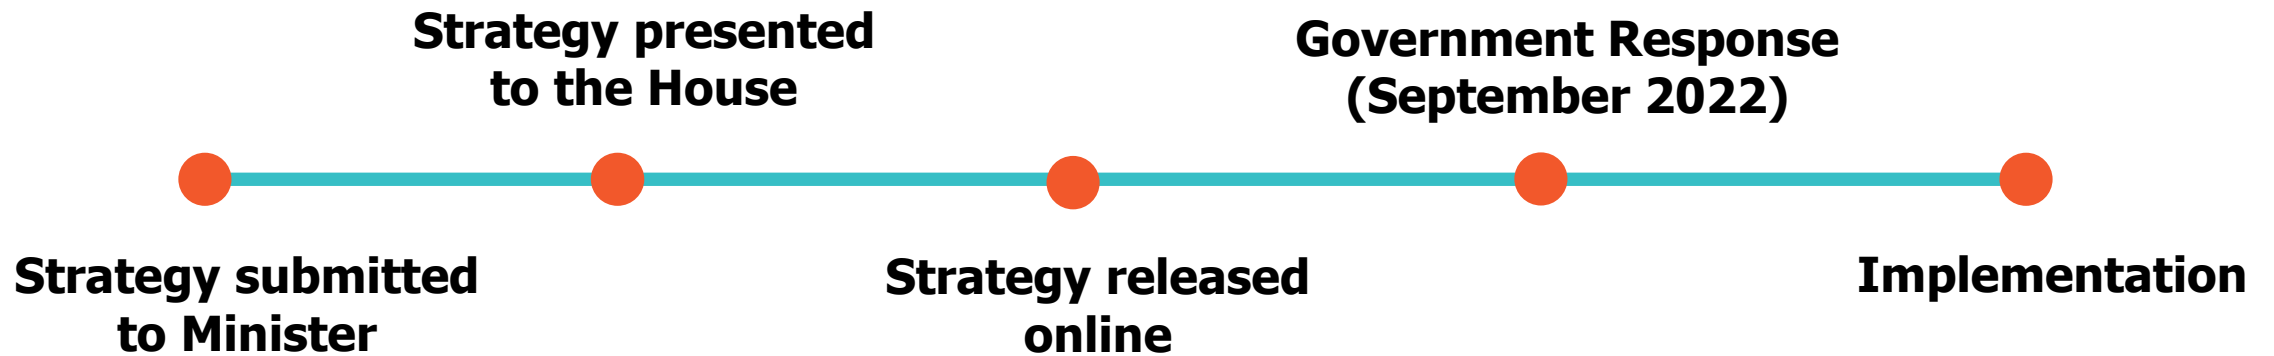 Strategy submitted
to Minister
Strategy presented
to the House
Strategy released
online
Government Response
(September 2022)
Implementation